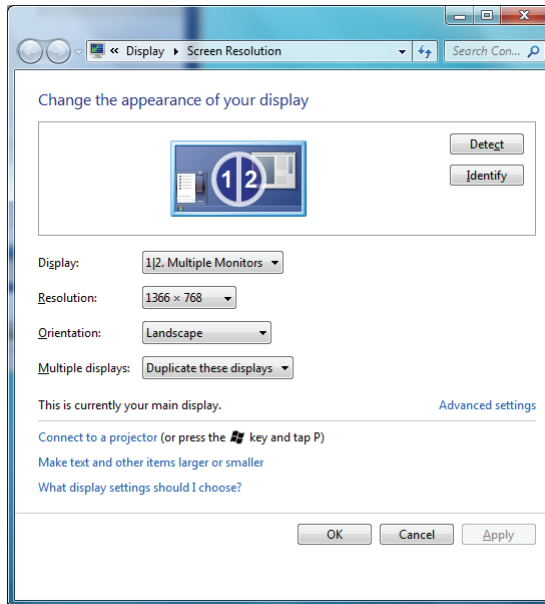 « Display ▸ Screen Resolution Search Con...
Change the appearance of your display
1 2
Detect
Identify
Display: 1|2. Multiple Monitors
Resolution: 1366 × 768
Orientation: Landscape
Multiple displays: Duplicate these displays
This is currently your main display. Advanced settings
Connect to a projector (or press the key and tap P)
Make text and other items larger or smaller
What display settings should I choose?
OK Cancel Apply